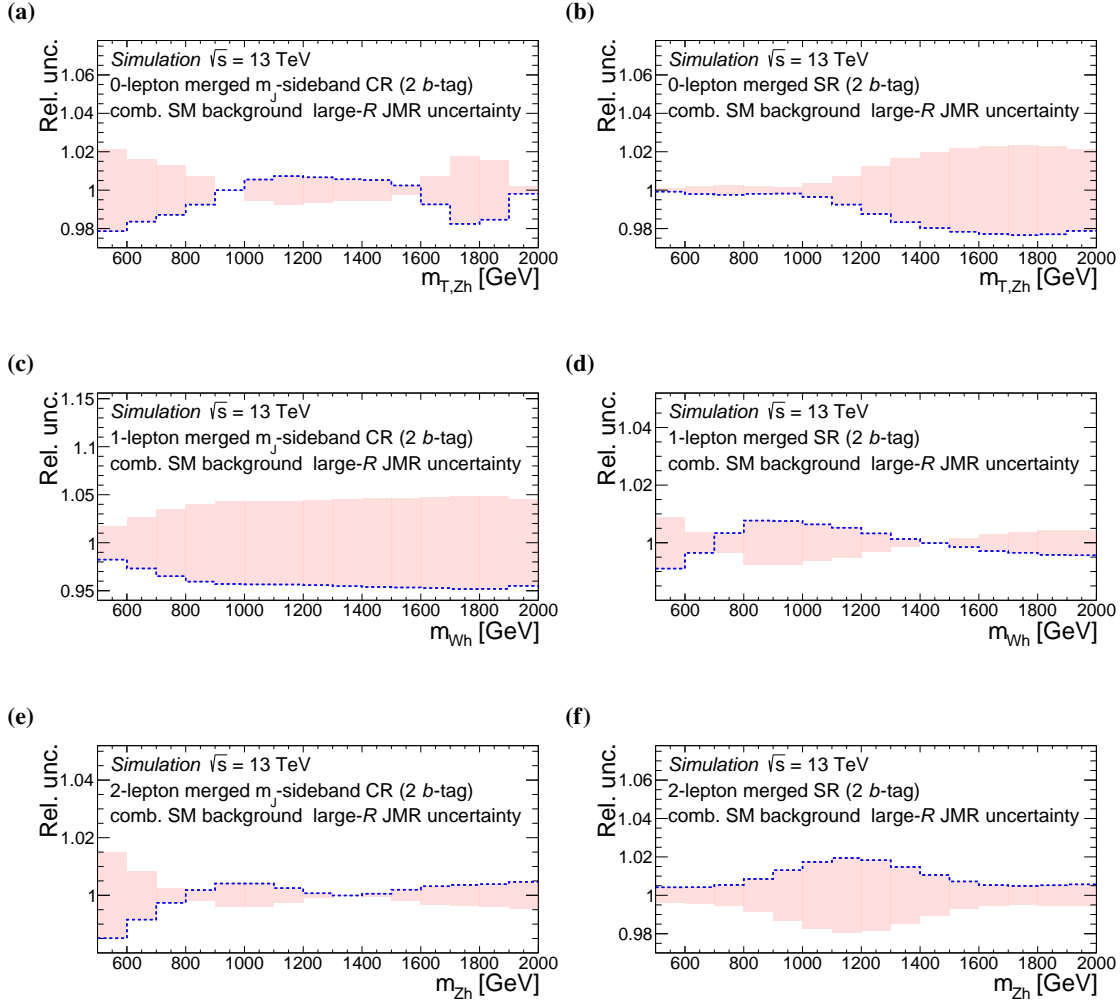 (a)
Rel. unc.
Simulation √s = 13 TeV
0-lepton merged m_J-sideband CR (2 b-tag)
comb. SM background large-R JMR uncertainty
1.06
1.04
1.02
1
0.98
600 800 1000 1200 1400 1600 1800 2000
m_T,Zh [GeV]
(b)
Rel. unc.
Simulation √s = 13 TeV
0-lepton merged SR (2 b-tag)
comb. SM background large-R JMR uncertainty
1.06
1.04
1.02
1
0.98
600 800 1000 1200 1400 1600 1800 2000
m_T,Zh [GeV]
(c)
Rel. unc.
Simulation √s = 13 TeV
1-lepton merged m_J-sideband CR (2 b-tag)
comb. SM background large-R JMR uncertainty
1.15
1.1
1.05
1
0.95
600 800 1000 1200 1400 1600 1800 2000
m_Wh [GeV]
(d)
Rel. unc.
Simulation √s = 13 TeV
1-lepton merged SR (2 b-tag)
comb. SM background large-R JMR uncertainty
1.04
1.02
1
600 800 1000 1200 1400 1600 1800 2000
m_Wh [GeV]
(e)
Rel. unc.
Simulation √s = 13 TeV
2-lepton merged m_J-sideband CR (2 b-tag)
comb. SM background large-R JMR uncertainty
1.04
1.02
1
600 800 1000 1200 1400 1600 1800 2000
m_Zh [GeV]
(f)
Rel. unc.
Simulation √s = 13 TeV
2-lepton merged SR (2 b-tag)
comb. SM background large-R JMR uncertainty
1.06
1.04
1.02
1
0.98
600 800 1000 1200 1400 1600 1800 2000
m_Zh [GeV]